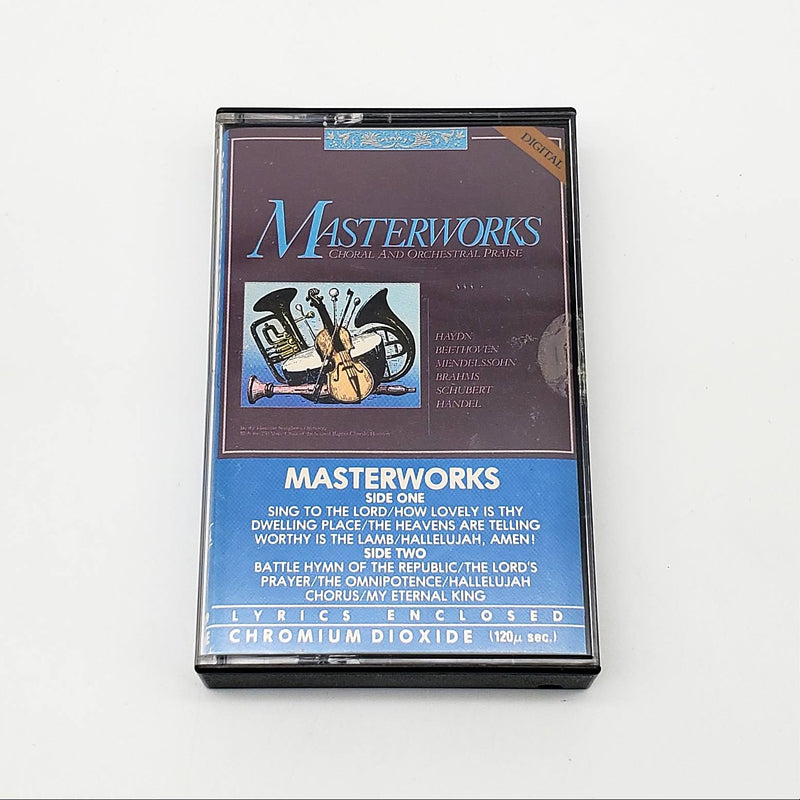 DIGITAL
MASTERWORKS
CHORAL AND ORCHESTRAL PRAISE
HAYDN
BEETHOVEN
MENDELSSOHN
BRAHMS
SCHUBERT
HANDEL
MASTERWORKS
SIDE ONE
SING TO THE LORD/HOW LOVELY IS THY
DWELLING PLACE/THE HEAVENS ARE TELLING
WORTHY IS THE LAMB/HALLELUJAH, AMEN!
SIDE TWO
BATTLE HYMN OF THE REPUBLIC/THE LORD'S
PRAYER/THE OMNIPOTENCE/HALLELUJAH
CHORUS/MY ETERNAL KING
LYRICS ENCLOSED
CHROMIUM DIOXIDE (120µ sec.)